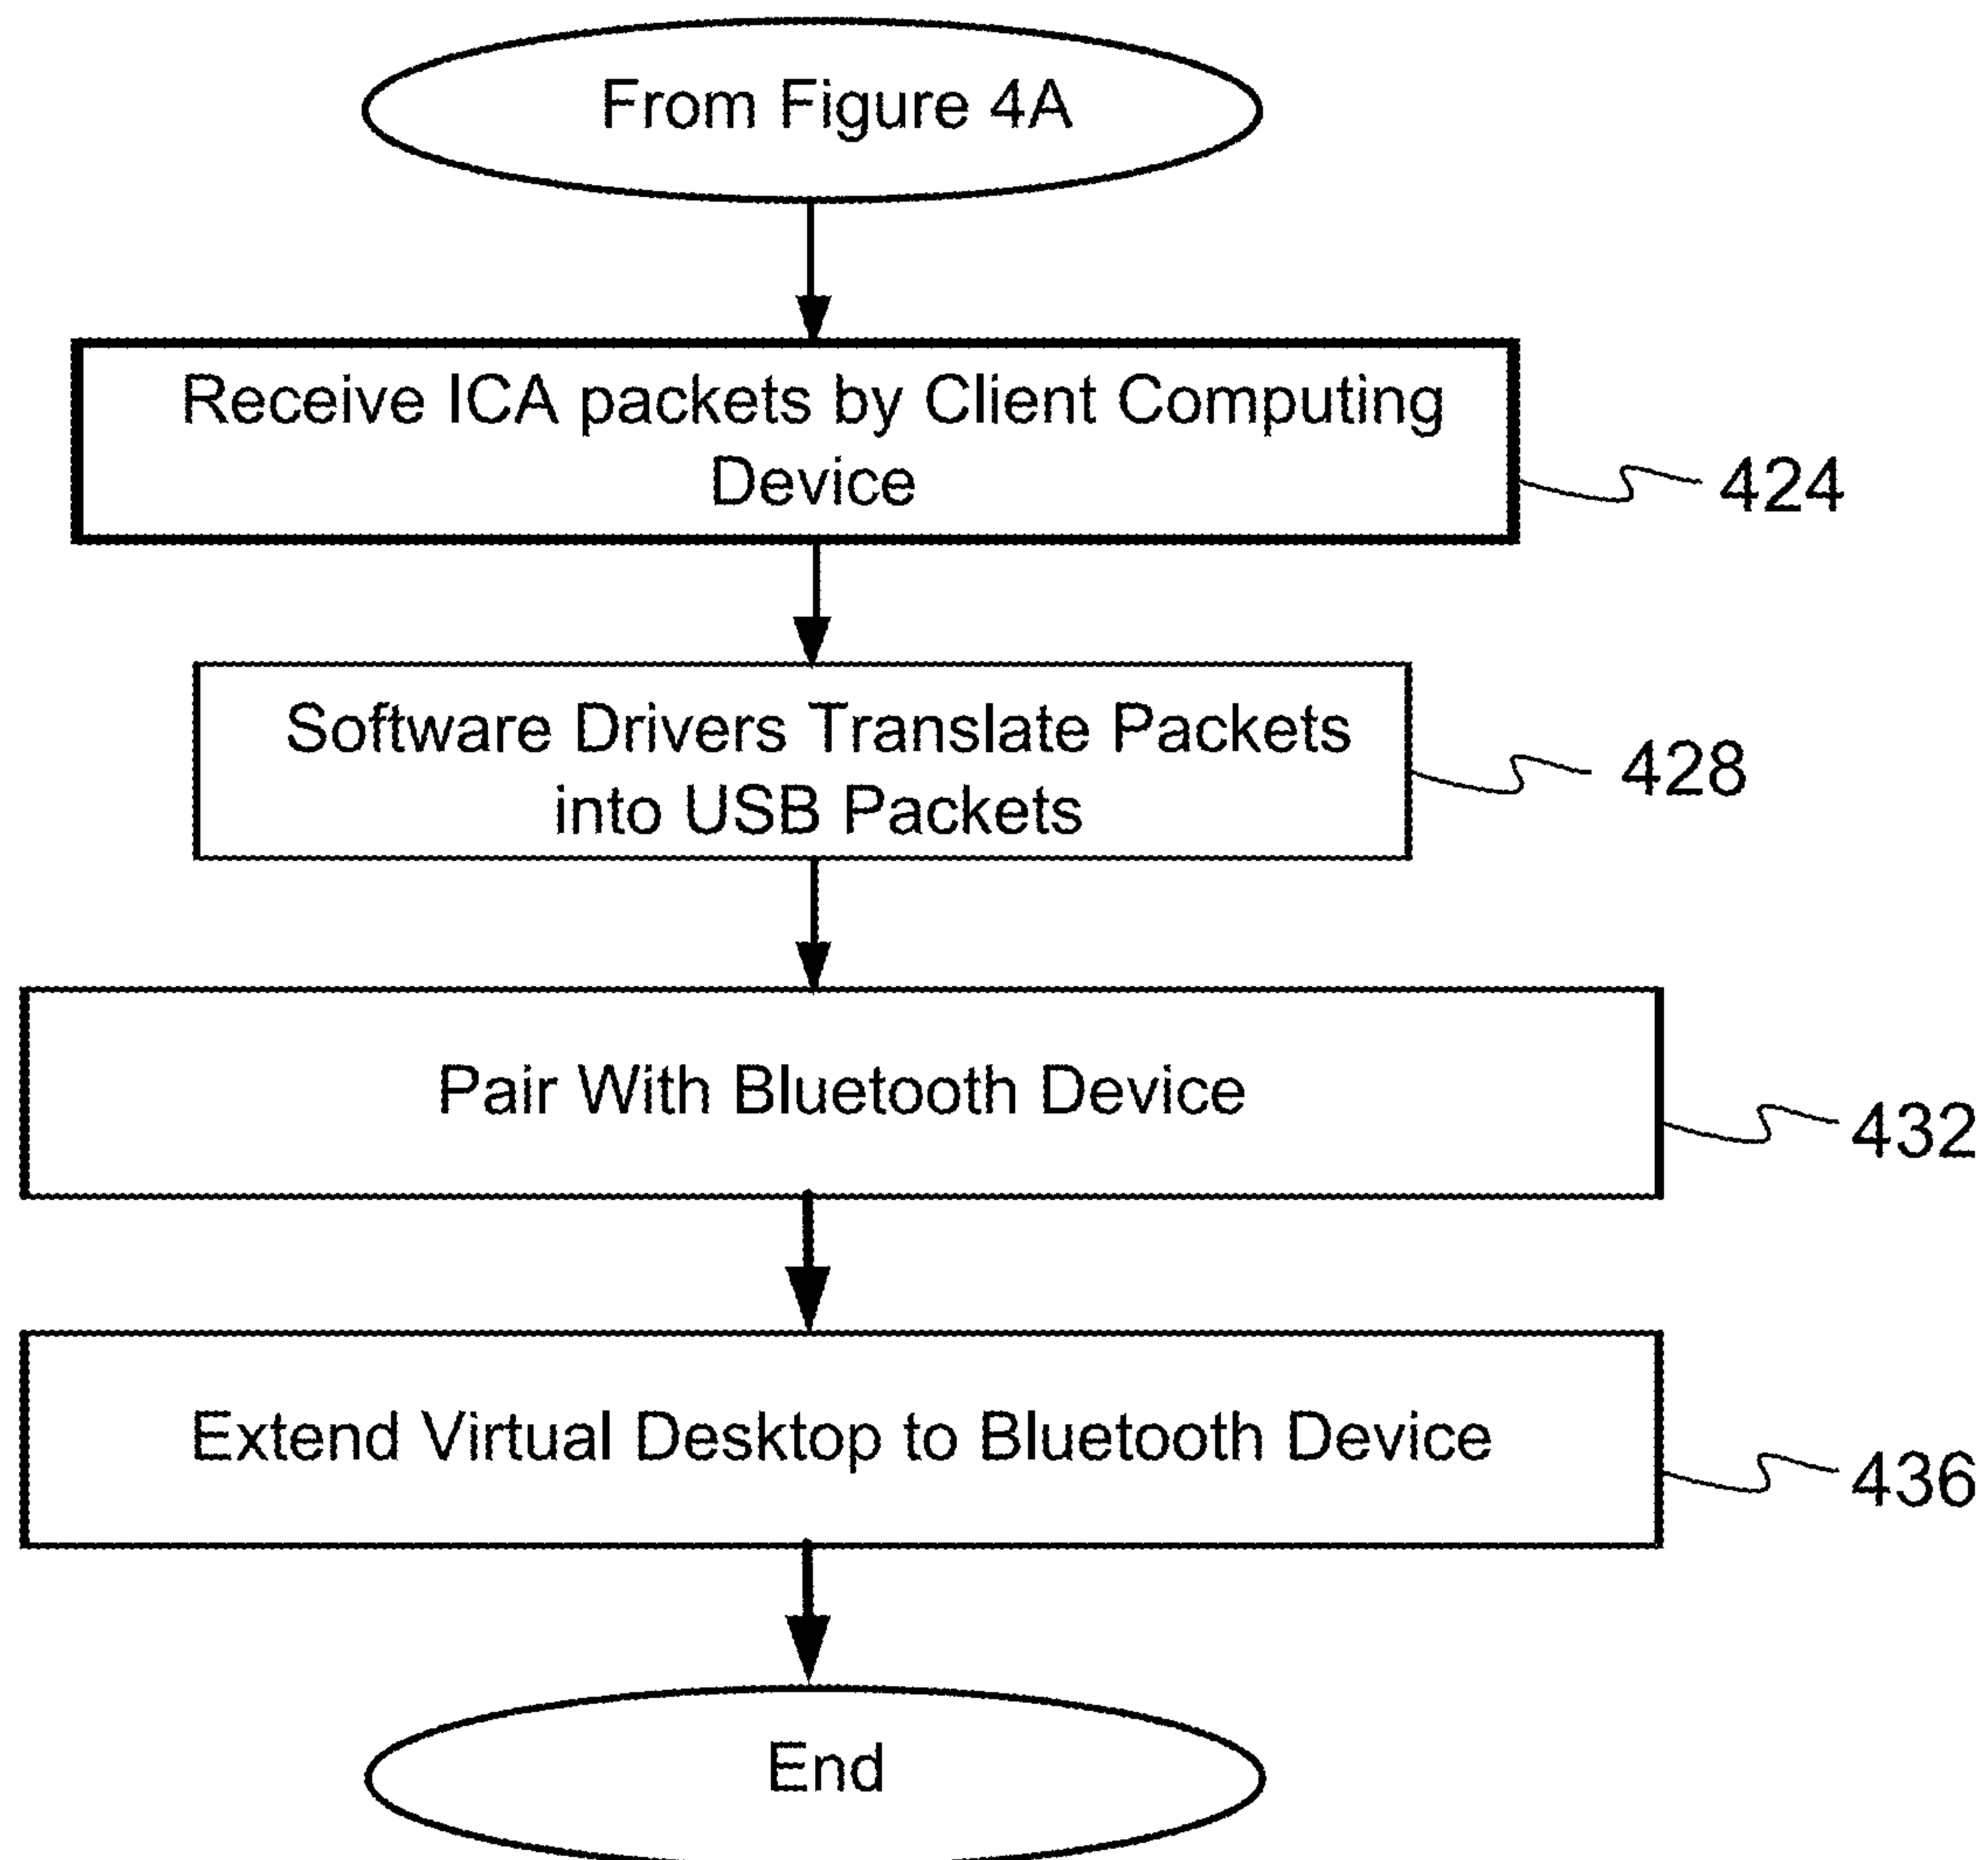 From Figure 4A
Receive ICA packets by Client Computing
Device
424
Software Drivers Translate Packets
into USB Packets
428
Pair With Bluetooth Device
432
Extend Virtual Desktop to Bluetooth Device
436
End